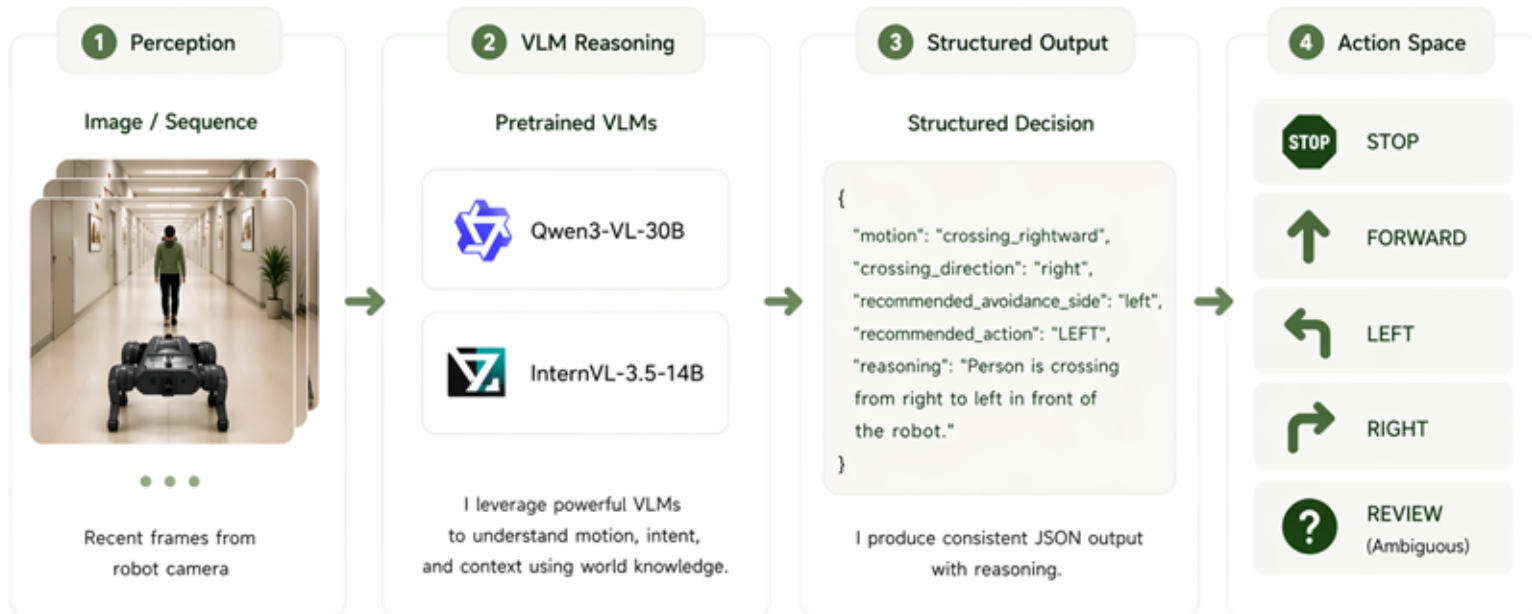 1 Perception
Image / Sequence
Recent frames from
robot camera
2 VLM Reasoning
Pretrained VLMs
Qwen3-VL-30B
InternVL-3.5-14B
I leverage powerful VLMs
to understand motion, intent,
and context using world knowledge.
3 Structured Output
Structured Decision
{
"motion": "crossing_rightward",
"crossing_direction": "right",
"recommended_avoidance_side": "left",
"recommended_action": "LEFT",
"reasoning": "Person is crossing
from right to left in front of
the robot."
}
I produce consistent JSON output
with reasoning.
4 Action Space
STOP STOP
FORWARD
LEFT
RIGHT
? REVIEW
(Ambiguous)